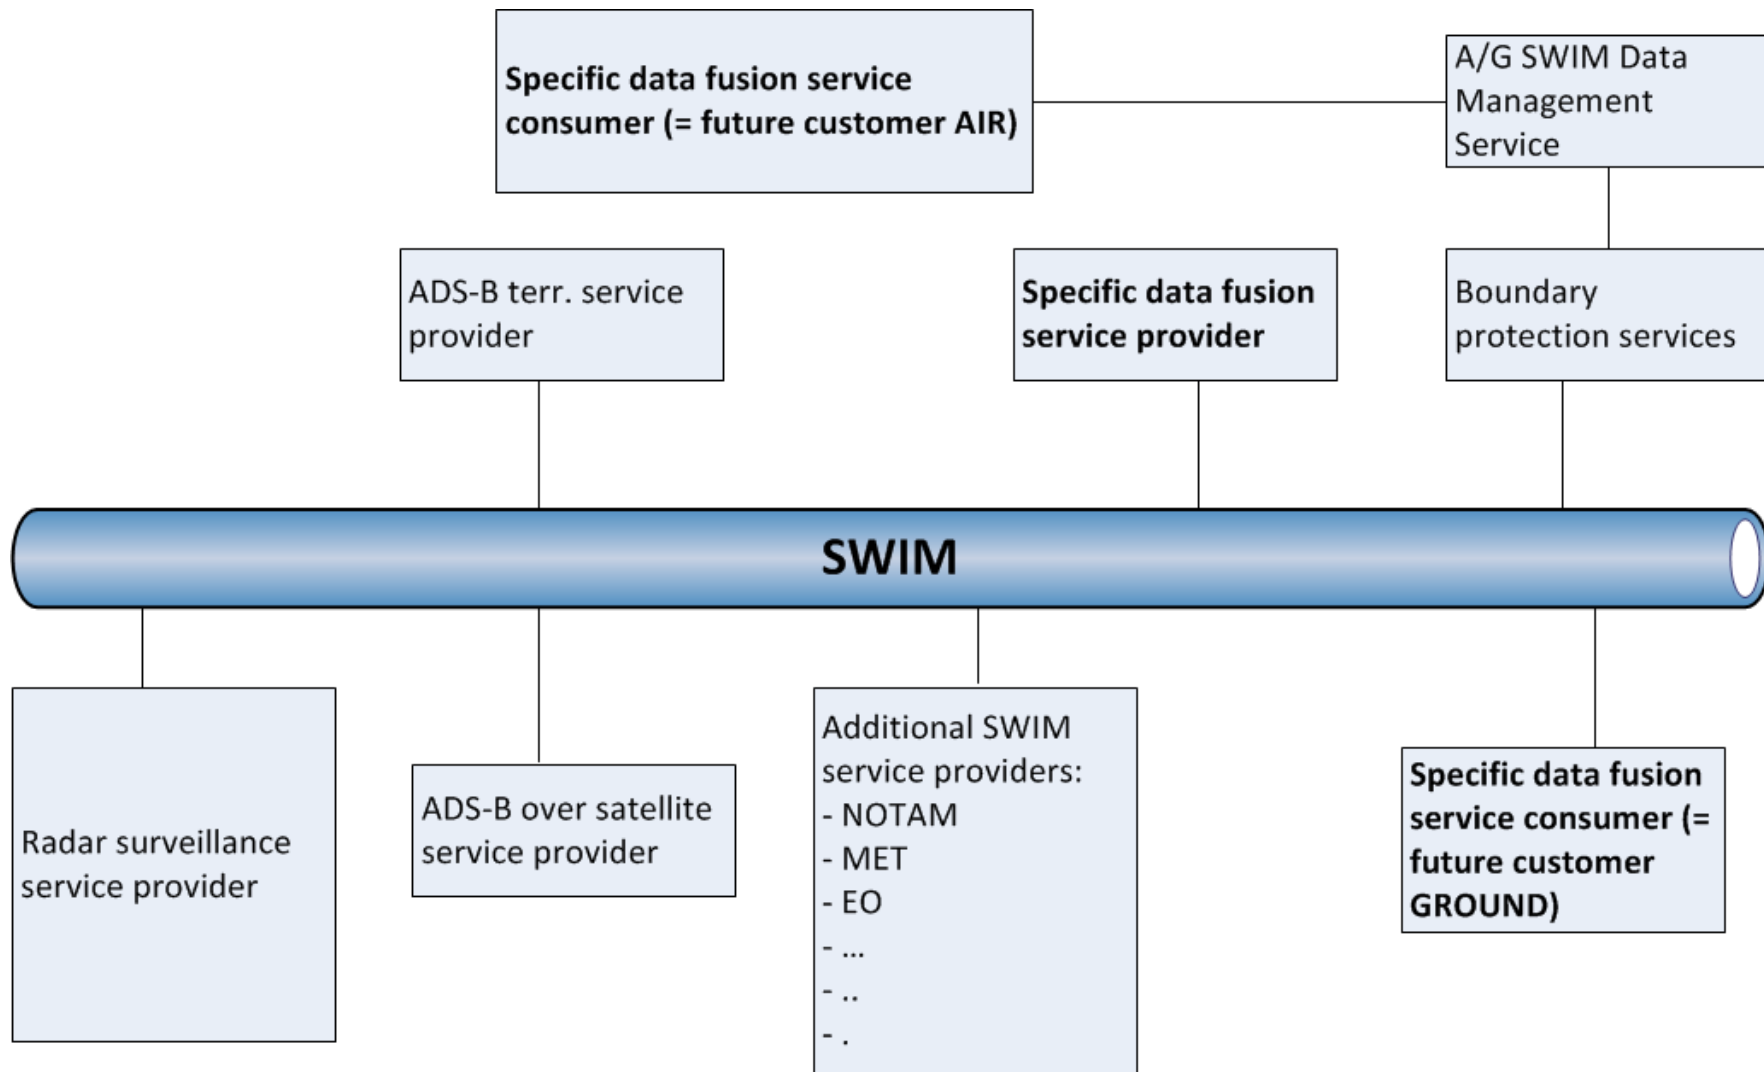 Specific data fusion service
consumer (= future customer AIR)
A/G SWIM Data
Management
Service
ADS-B terr. service
provider
Specific data fusion
service provider
Boundary
protection services
SWIM
Radar surveillance
service provider
ADS-B over satellite
service provider
Additional SWIM
service providers:
- NOTAM
- MET
- EO
- ...
- ..
- .
Specific data fusion
service consumer (=
future customer
GROUND)